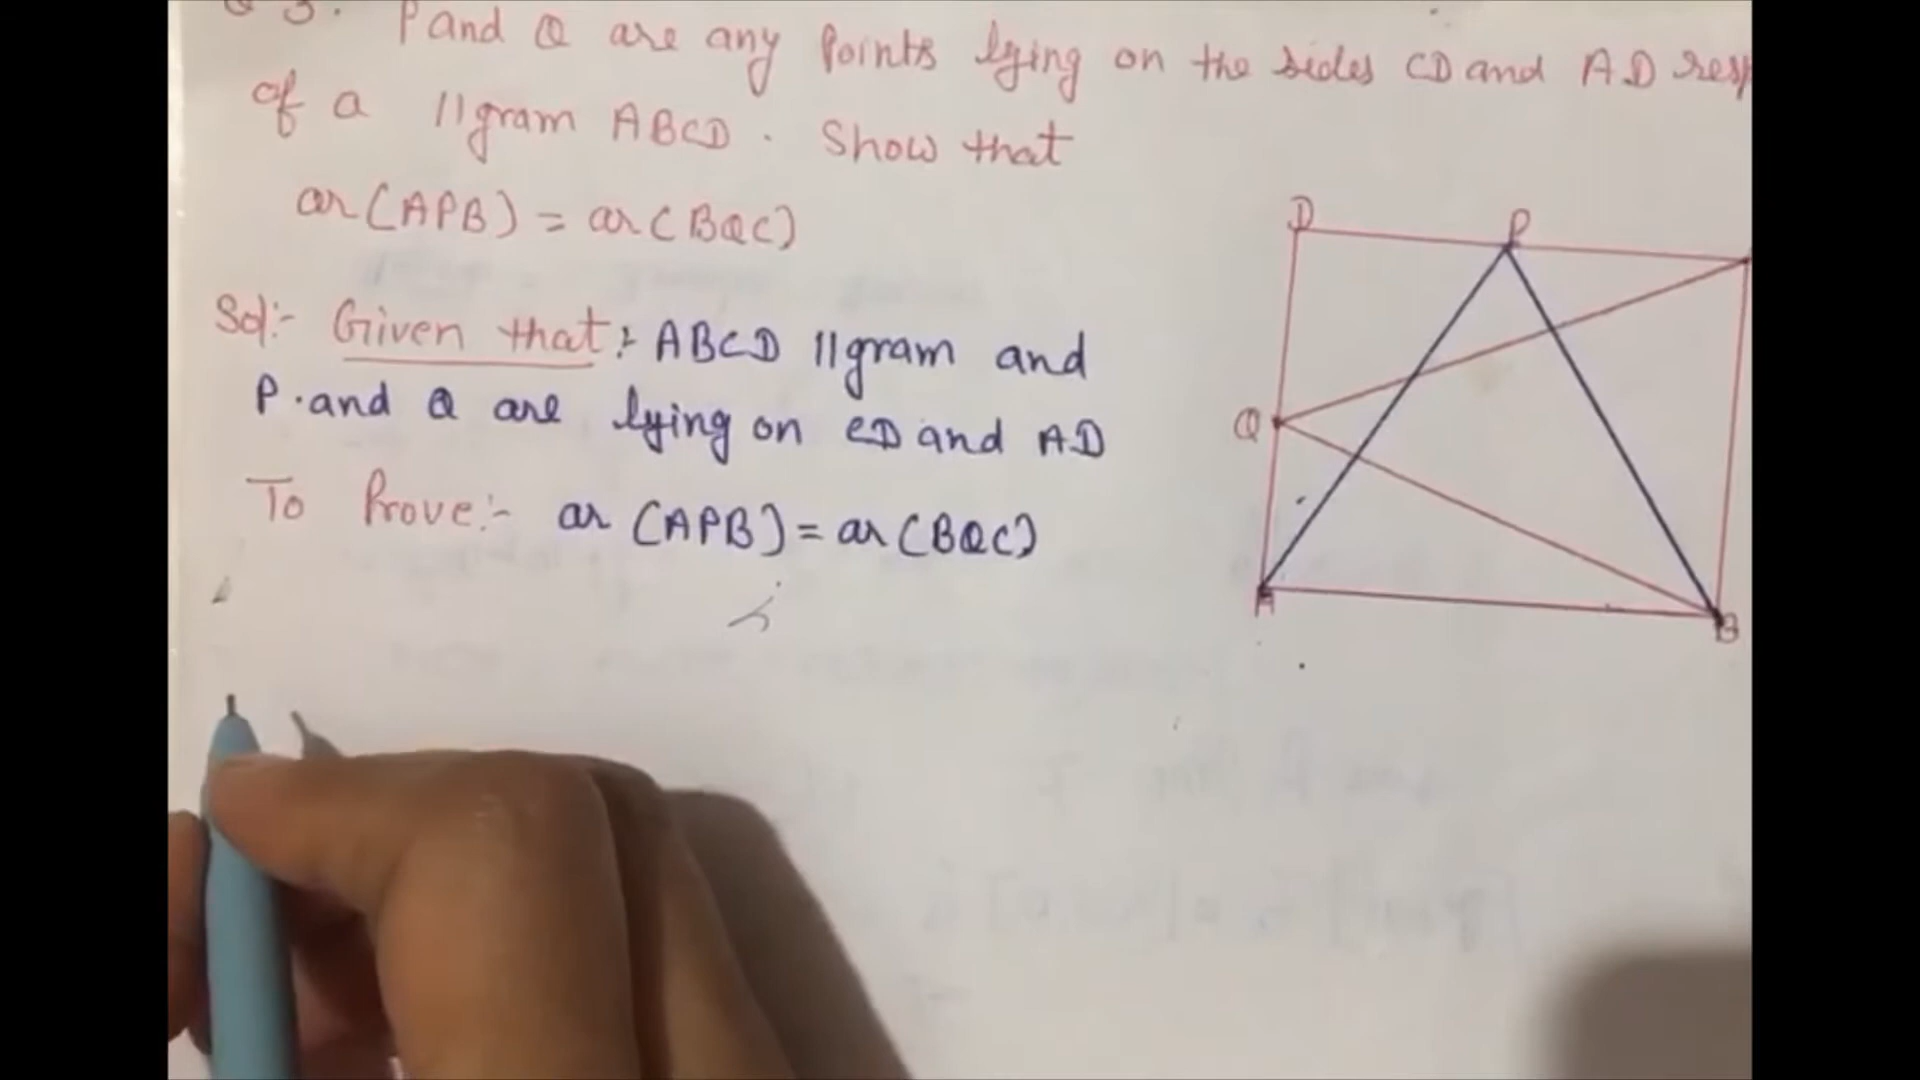 3. P and Q are any Points lying on the sides CD and AD resp
of a ||gram ABCD. Show that
ar(APB) = ar(BQC)
Sol:- Given that:- ABCD ||gram and
P.and Q are lying on CD and AD
To Prove:- ar (APB) = ar (BQC)
D P
Q
A B